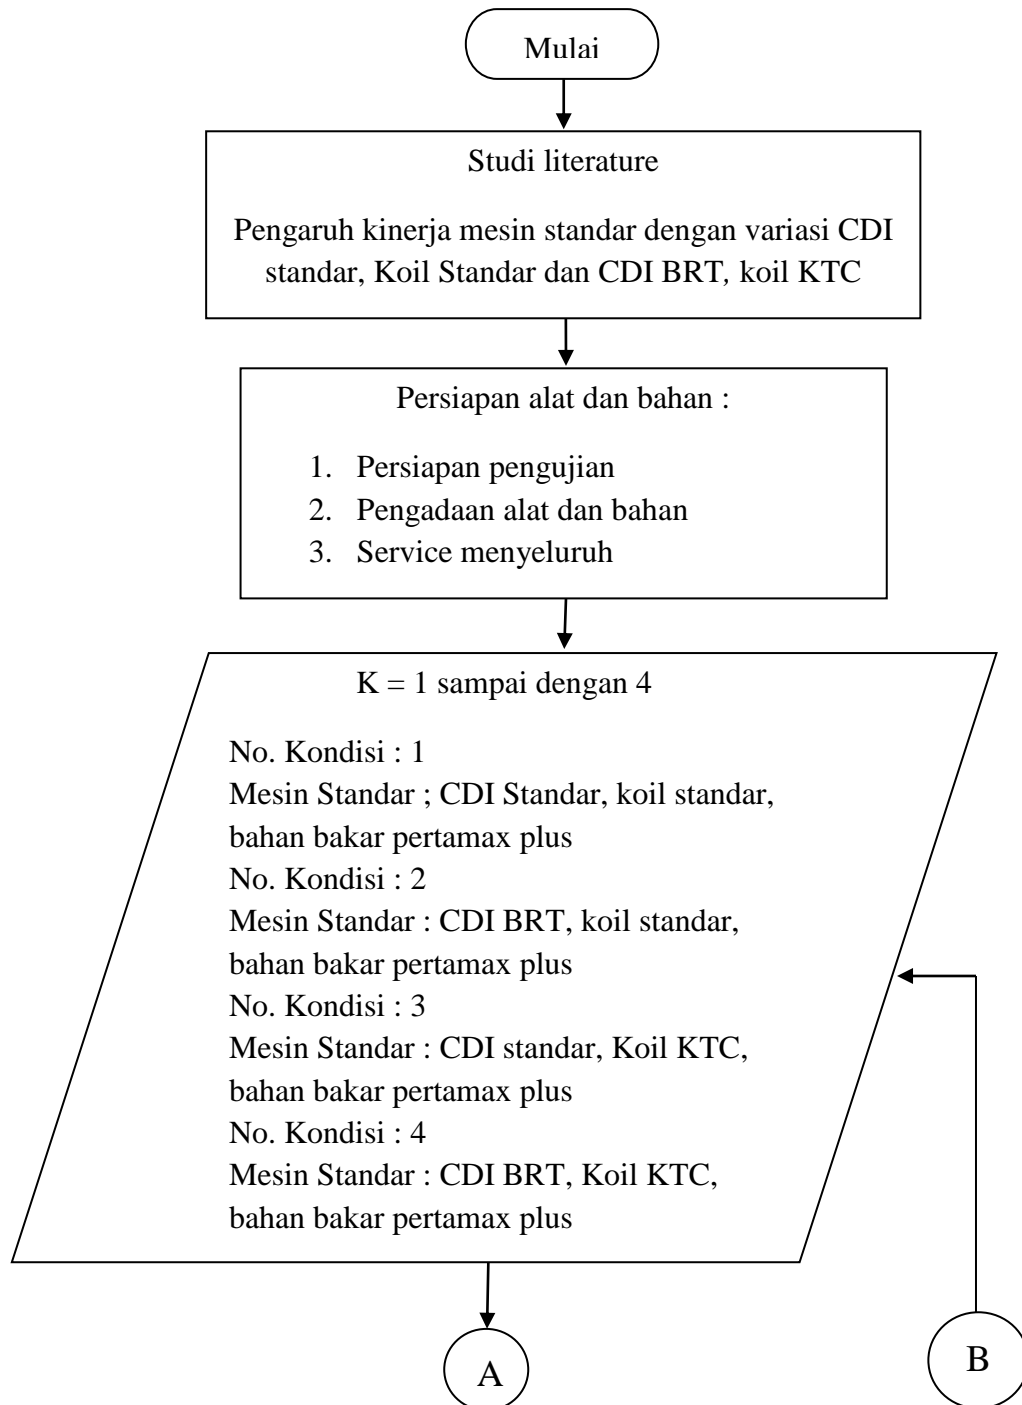 Mulai
Studi literature
Pengaruh kinerja mesin standar dengan variasi CDI
standar, Koil Standar dan CDI BRT, koil KTC
Persiapan alat dan bahan :
1. Persiapan pengujian
2. Pengadaan alat dan bahan
3. Service menyeluruh
K = 1 sampai dengan 4
No. Kondisi : 1
Mesin Standar ; CDI Standar, koil standar,
bahan bakar pertamax plus
No. Kondisi : 2
Mesin Standar : CDI BRT, koil standar,
bahan bakar pertamax plus
No. Kondisi : 3
Mesin Standar : CDI standar, Koil KTC,
bahan bakar pertamax plus
No. Kondisi : 4
Mesin Standar : CDI BRT, Koil KTC,
bahan bakar pertamax plus
A
B